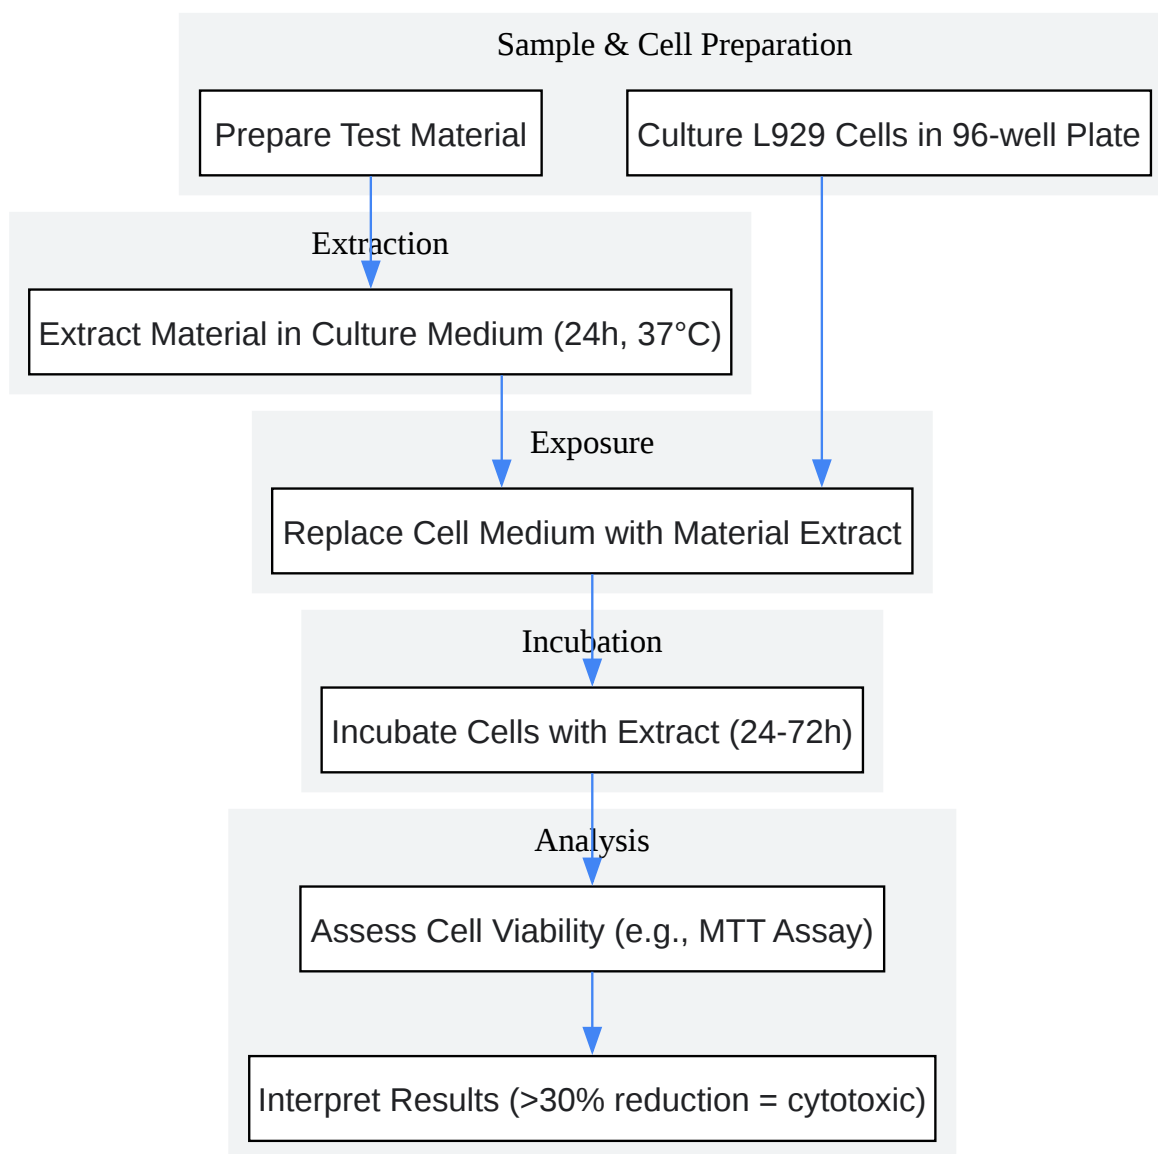 Sample & Cell Preparation
Prepare Test Material
Culture L929 Cells in 96-well Plate
Extraction
Extract Material in Culture Medium (24h, 37°C)
Exposure
Replace Cell Medium with Material Extract
Incubation
Incubate Cells with Extract (24-72h)
Analysis
Assess Cell Viability (e.g., MTT Assay)
Interpret Results (>30% reduction = cytotoxic)